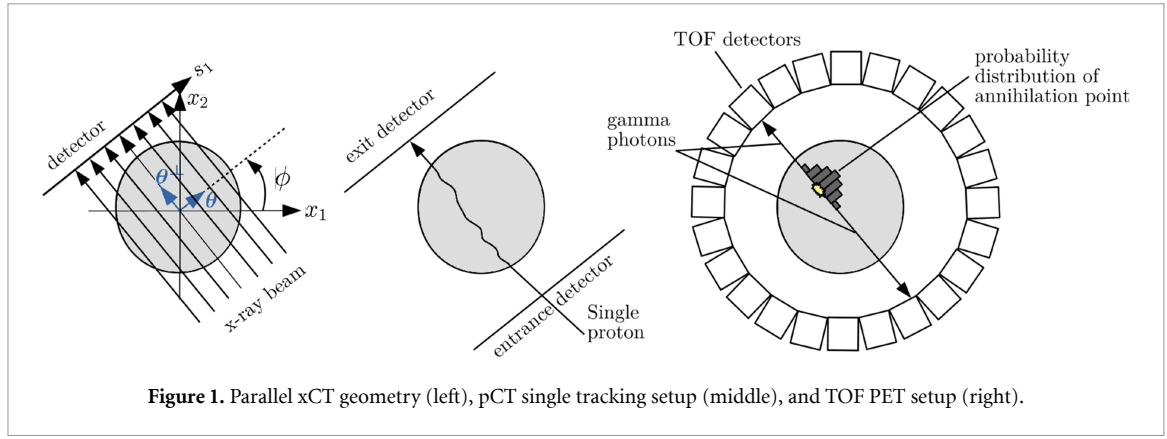 s₁
x₂
detector
θ⊥
θ
ϕ
x₁
x-ray beam
exit detector
entrance detector
Single
proton
TOF detectors
gamma
photons
probability
distribution of
annihilation point
Figure 1. Parallel xCT geometry (left), pCT single tracking setup (middle), and TOF PET setup (right).